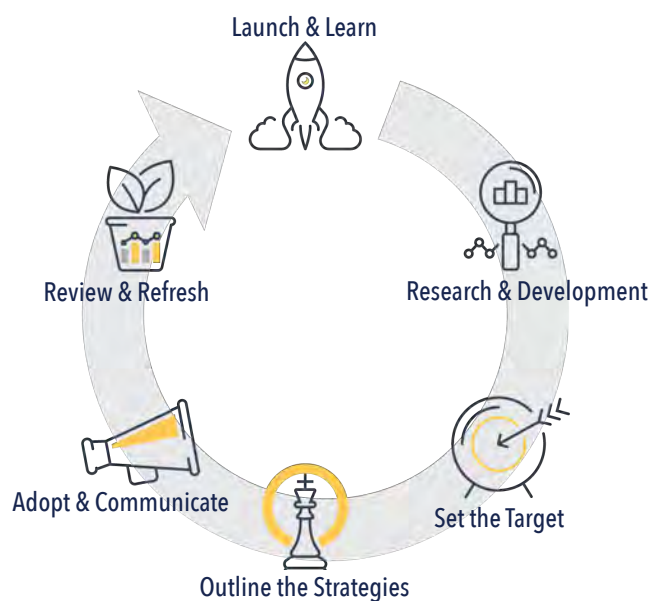 Launch & Learn
Research & Development
Set the Target
Outline the Strategies
Adopt & Communicate
Review & Refresh